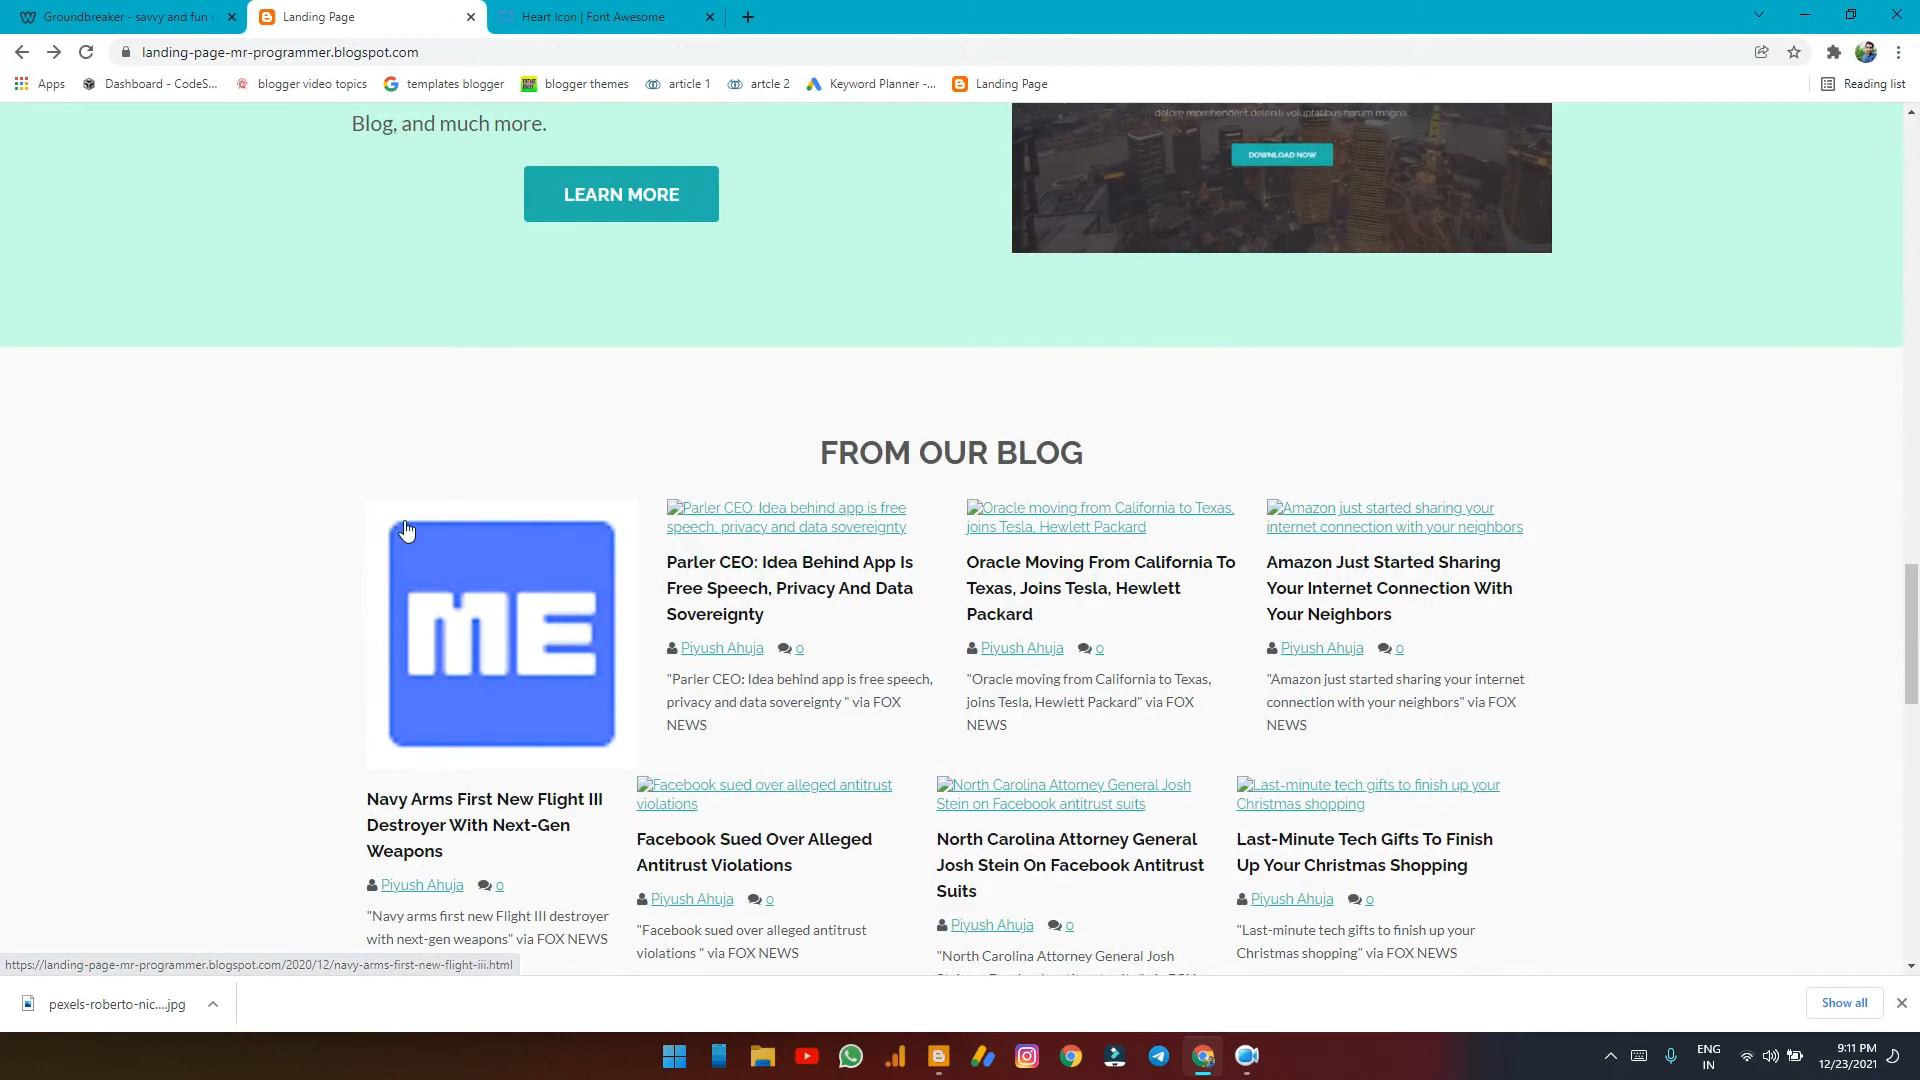 Groundbreaker - savvy and fun
Landing Page
Heart Icon | Font Awesome
landing-page-mr-programmer.blogspot.com
Apps
Dashboard - CodeS...
blogger video topics
templates blogger
blogger themes
article 1
artcle 2
Keyword Planner -...
Landing Page
Reading list
Blog, and much more.
LEARN MORE
dolore reprehenderit deleniti voluptatibus harum magna.
DOWNLOAD NOW
FROM OUR BLOG
ME
Navy Arms First New Flight III
Destroyer With Next-Gen
Weapons
Piyush Ahuja 0
"Navy arms first new Flight III destroyer
with next-gen weapons" via FOX NEWS
Parler CEO: Idea behind app is free
speech, privacy and data sovereignty
Parler CEO: Idea Behind App Is
Free Speech, Privacy And Data
Sovereignty
Piyush Ahuja 0
"Parler CEO: Idea behind app is free speech,
privacy and data sovereignty " via FOX
NEWS
Oracle moving from California to Texas,
joins Tesla, Hewlett Packard
Oracle Moving From California To
Texas, Joins Tesla, Hewlett
Packard
Piyush Ahuja 0
"Oracle moving from California to Texas,
joins Tesla, Hewlett Packard" via FOX
NEWS
Amazon just started sharing your
internet connection with your neighbors
Amazon Just Started Sharing
Your Internet Connection With
Your Neighbors
Piyush Ahuja 0
"Amazon just started sharing your internet
connection with your neighbors" via FOX
NEWS
Facebook sued over alleged antitrust
violations
Facebook Sued Over Alleged
Antitrust Violations
Piyush Ahuja 0
"Facebook sued over alleged antitrust
violations " via FOX NEWS
North Carolina Attorney General Josh
Stein on Facebook antitrust suits
North Carolina Attorney General
Josh Stein On Facebook Antitrust
Suits
Piyush Ahuja 0
"North Carolina Attorney General Josh
Last-minute tech gifts to finish up your
Christmas shopping
Last-Minute Tech Gifts To Finish
Up Your Christmas Shopping
Piyush Ahuja 0
"Last-minute tech gifts to finish up your
Christmas shopping" via FOX NEWS
https://landing-page-mr-programmer.blogspot.com/2020/12/navy-arms-first-new-flight-iii.html
pexels-roberto-nic....jpg
Show all
ENG
IN
9:11 PM
12/23/2021